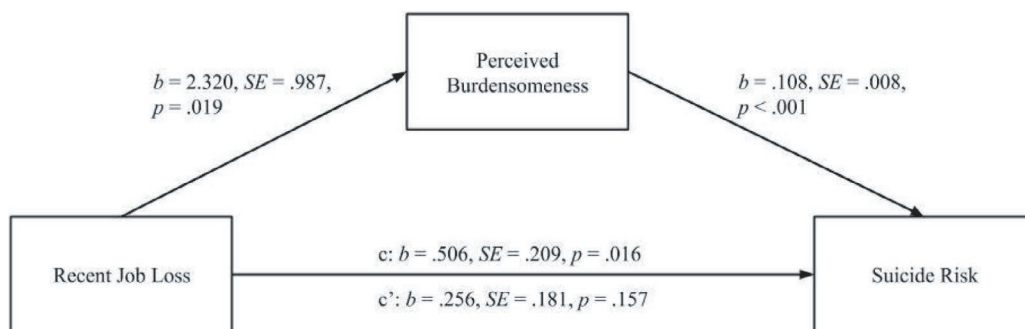 Perceived
Burdensomeness
b = 2.320, SE = .987,
p = .019
b = .108, SE = .008,
p < .001
Recent Job Loss
c: b = .506, SE = .209, p = .016
c’: b = .256, SE = .181, p = .157
Suicide Risk